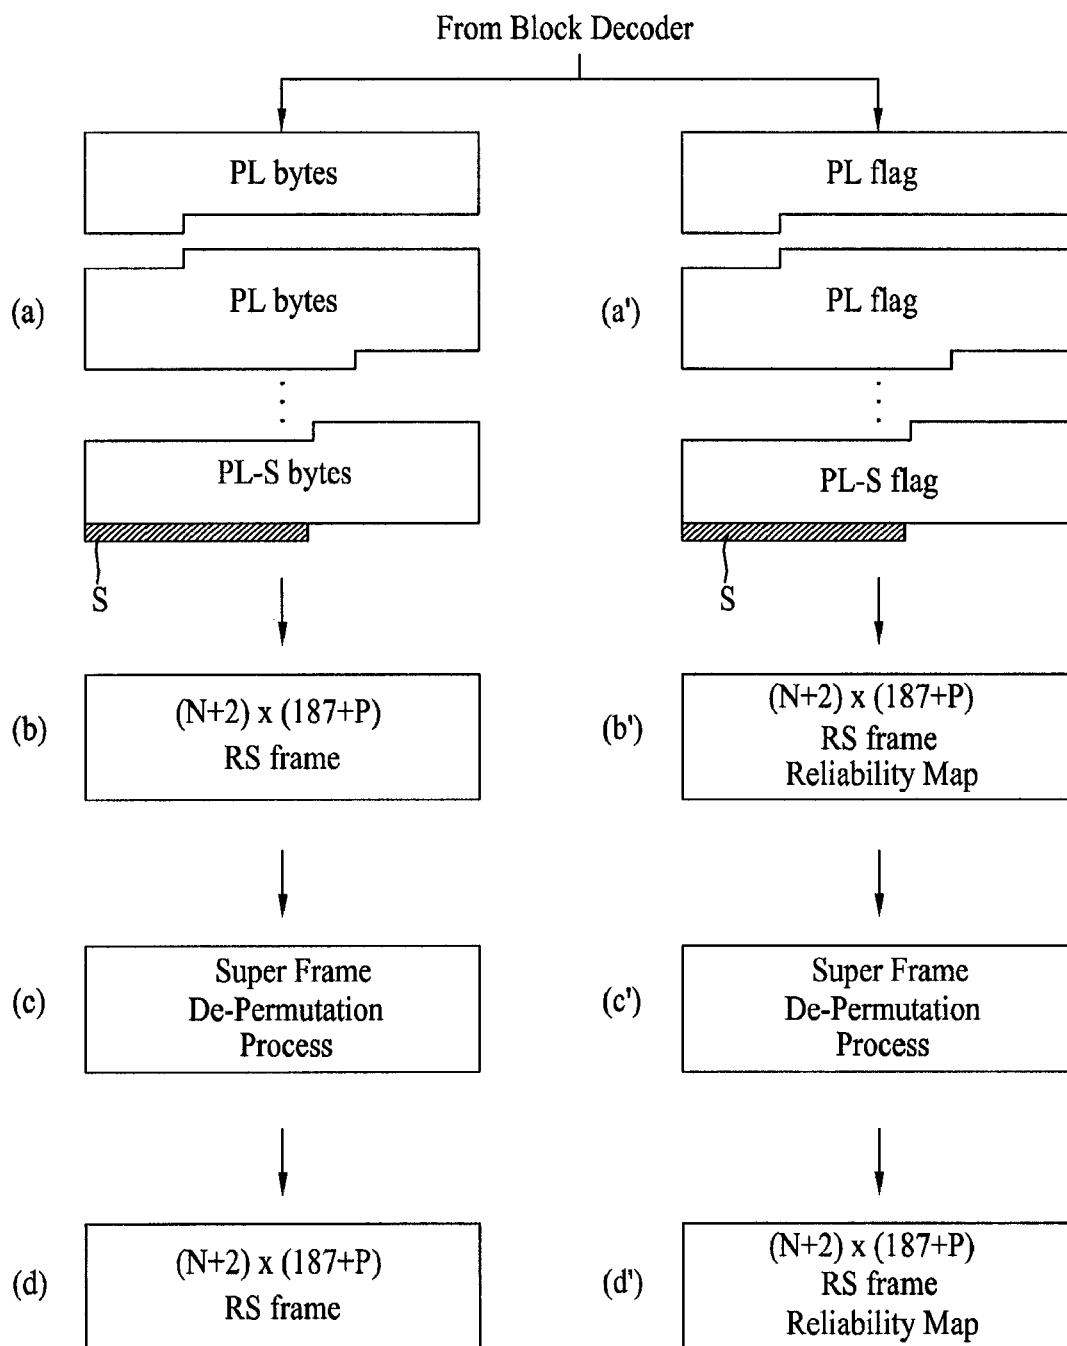 From Block Decoder
PL bytes
PL flag
(a)
PL bytes
(a')
PL flag
PL-S bytes
PL-S flag
S
S
(b)
(N+2) x (187+P)
RS frame
(b')
(N+2) x (187+P)
RS frame
Reliability Map
(c)
Super Frame
De-Permutation
Process
(c')
Super Frame
De-Permutation
Process
(d)
(N+2) x (187+P)
RS frame
(d')
(N+2) x (187+P)
RS frame
Reliability Map